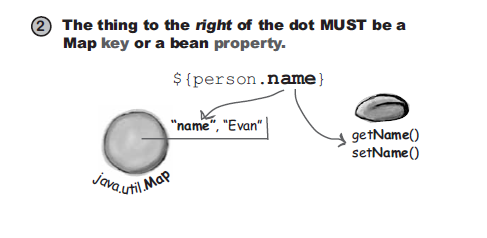 2 The thing to the right of the dot MUST be a
Map key or a bean property.
${person.name}
"name", "Evan"
getName()
setName()
java.util.Map